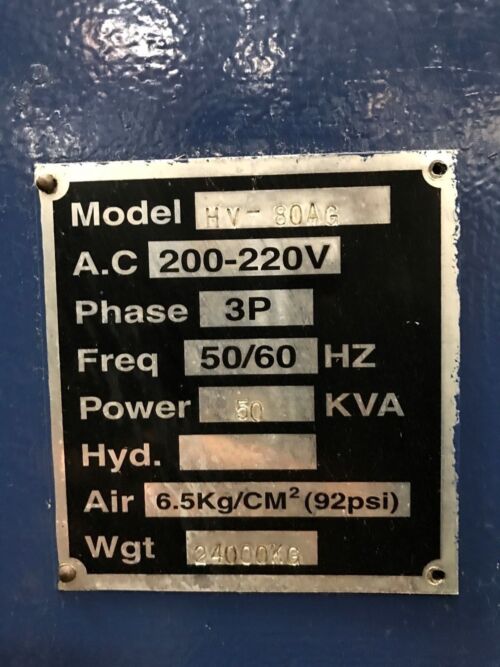 Model HV-80AG
A.C 200-220V
Phase 3P
Freq 50/60 HZ
Power 50 KVA
Hyd.
Air 6.5Kg/CM² (92psi)
Wgt 24000KG